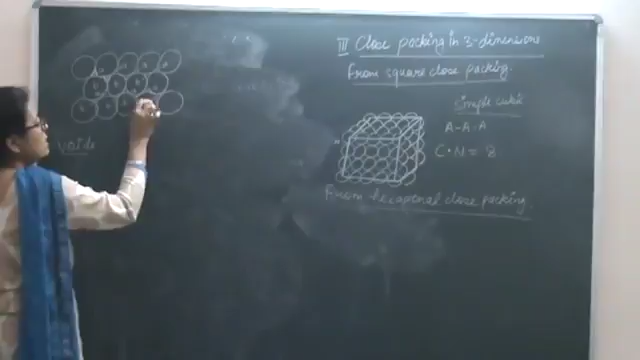 III Close packing in 3-dimensions
From square close packing.
Simple cubic
A-A-A
C.N = 8
voids
From hexagonal close packing